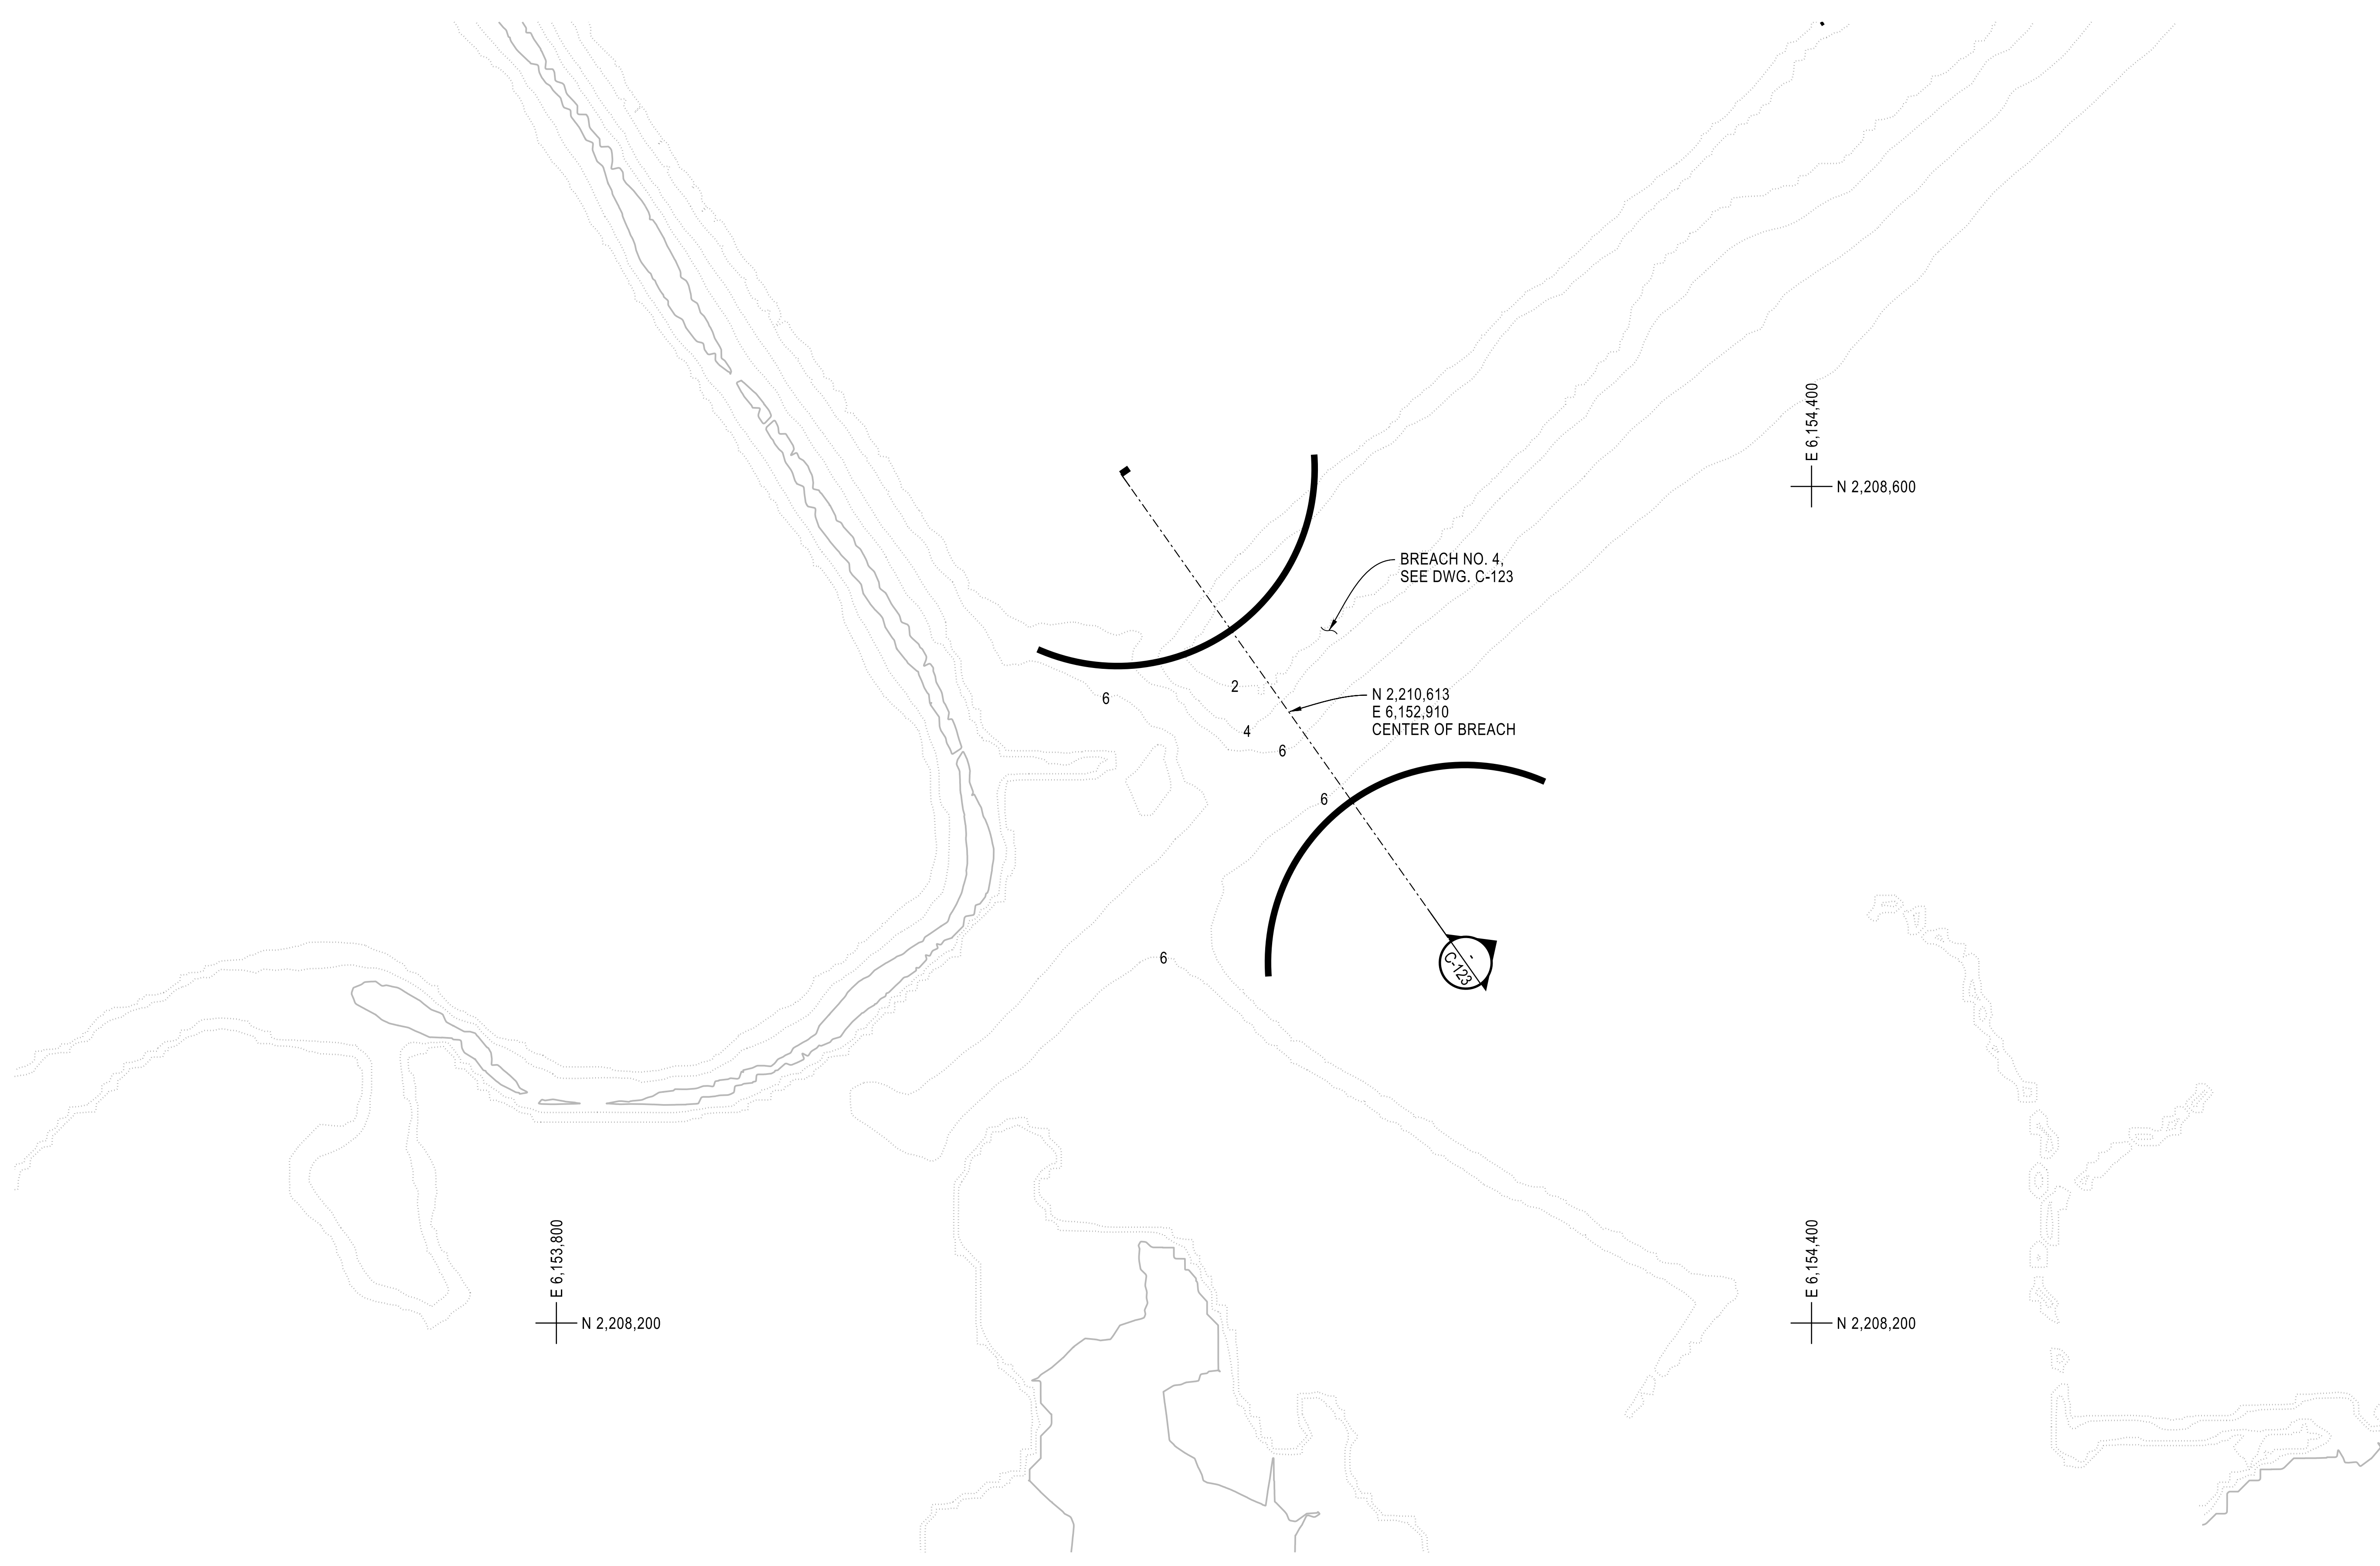 E 6,154,400
N 2,208,600
BREACH NO. 4,
SEE DWG. C-123
2
6
N 2,210,613
E 6,152,910
CENTER OF BREACH
4
6
6
6
-
C-123
E 6,153,800
N 2,208,200
E 6,154,400
N 2,208,200